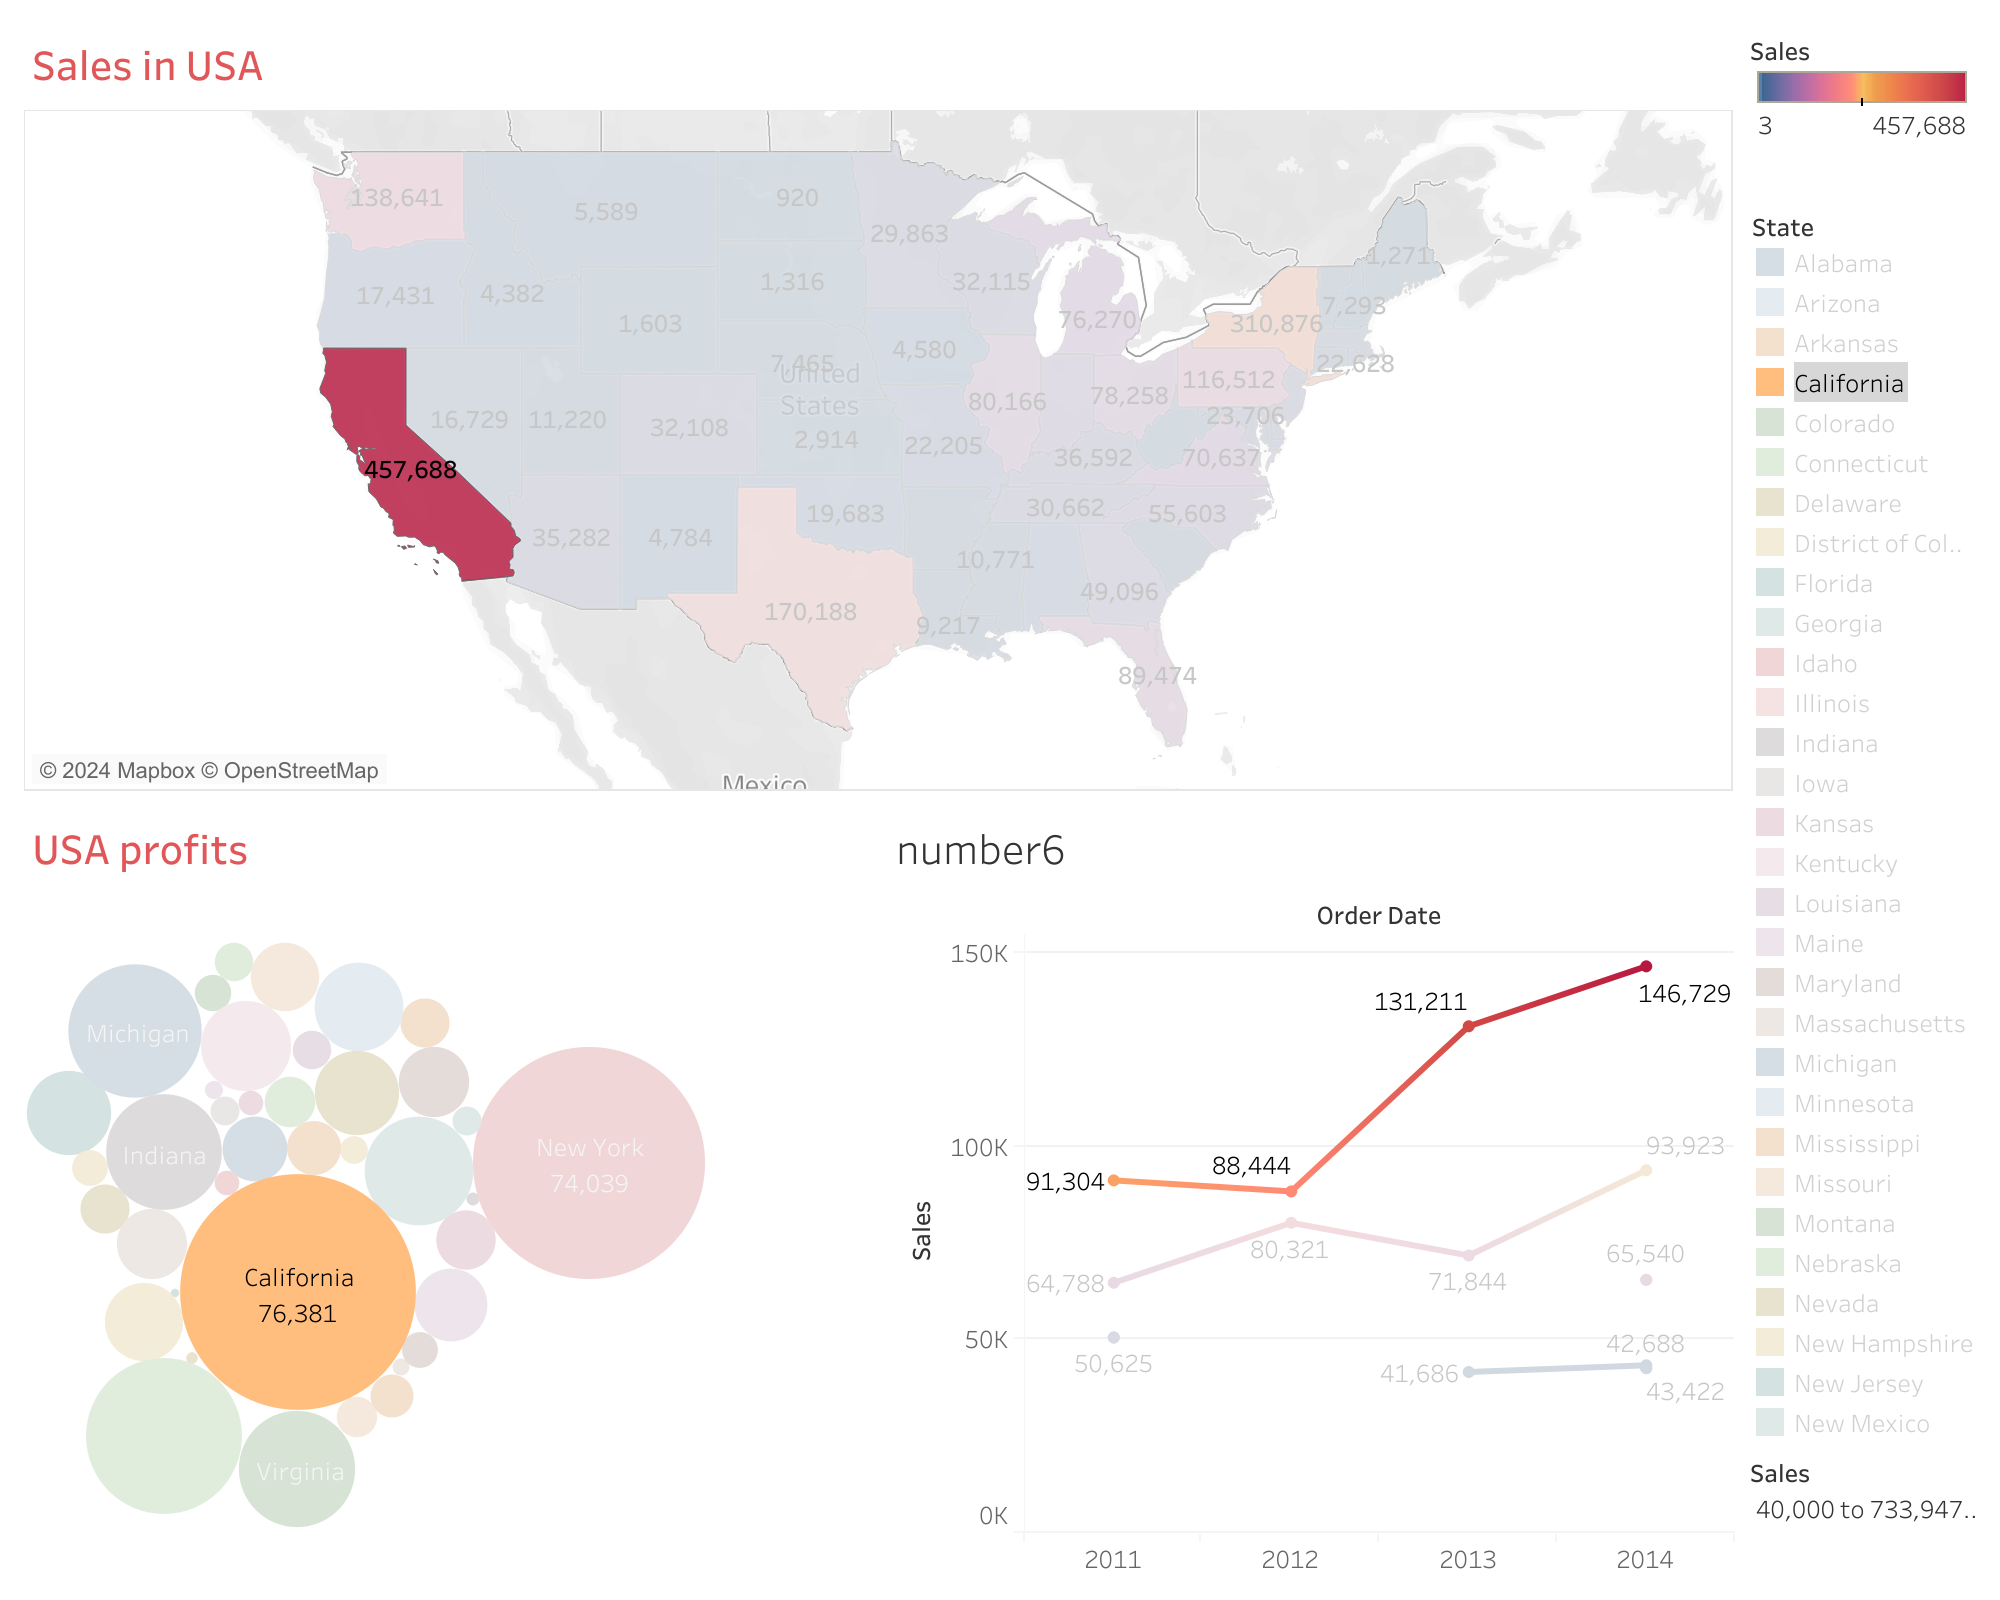 Sales in USA
Sales
3 457,688
138,641
5,589
920
29,863
1,271
17,431
4,382
1,316
32,115
7,293
1,603
76,270
310,876
7,465
4,580
22,628
United
States
80,166
78,258
116,512
16,729
11,220
32,108
2,914
22,205
23,706
457,688
36,592
70,637
35,282
4,784
19,683
30,662
55,603
10,771
49,096
170,188
9,217
89,474
© 2024 Mapbox © OpenStreetMap
Mexico
State
Alabama
Arizona
Arkansas
California
Colorado
Connecticut
Delaware
District of Col..
Florida
Georgia
Idaho
Illinois
Indiana
Iowa
Kansas
Kentucky
Louisiana
Maine
Maryland
Massachusetts
Michigan
Minnesota
Mississippi
Missouri
Montana
Nebraska
Nevada
New Hampshire
New Jersey
New Mexico
Sales
40,000 to 733,947..
USA profits
Michigan
Indiana
New York
74,039
California
76,381
Virginia
number6
Order Date
150K
100K
50K
0K
Sales
131,211
146,729
91,304
88,444
93,923
64,788
80,321
71,844
65,540
50,625
41,686
42,688
43,422
2011 2012 2013 2014